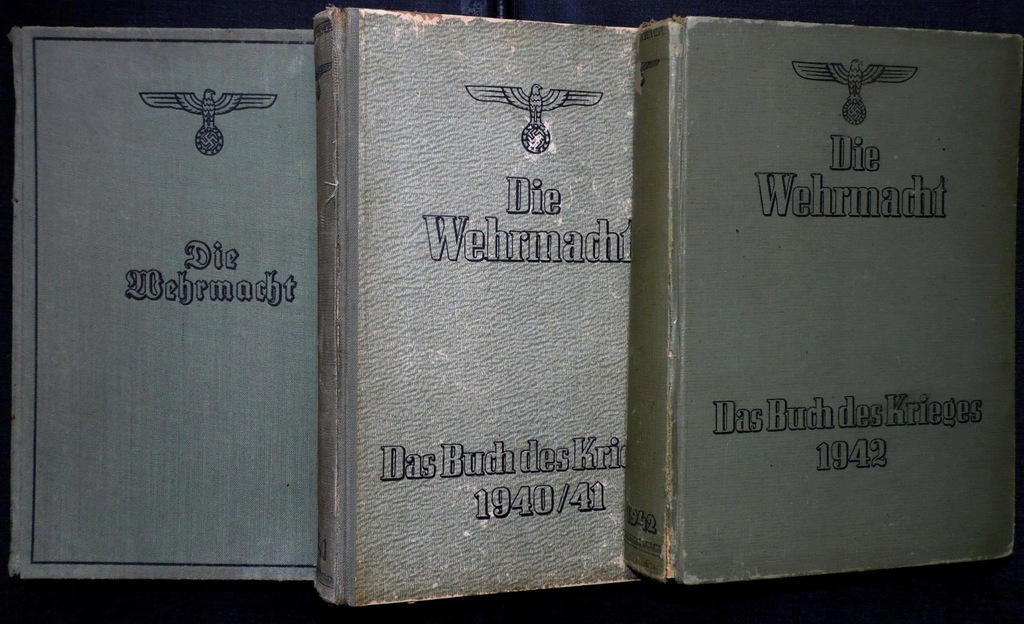 Die
Wehrmacht
Die
Wehrmacht
Das Buch des Krie
1940/41
1942
Die
Wehrmacht
Das Buch des Krieges
1942